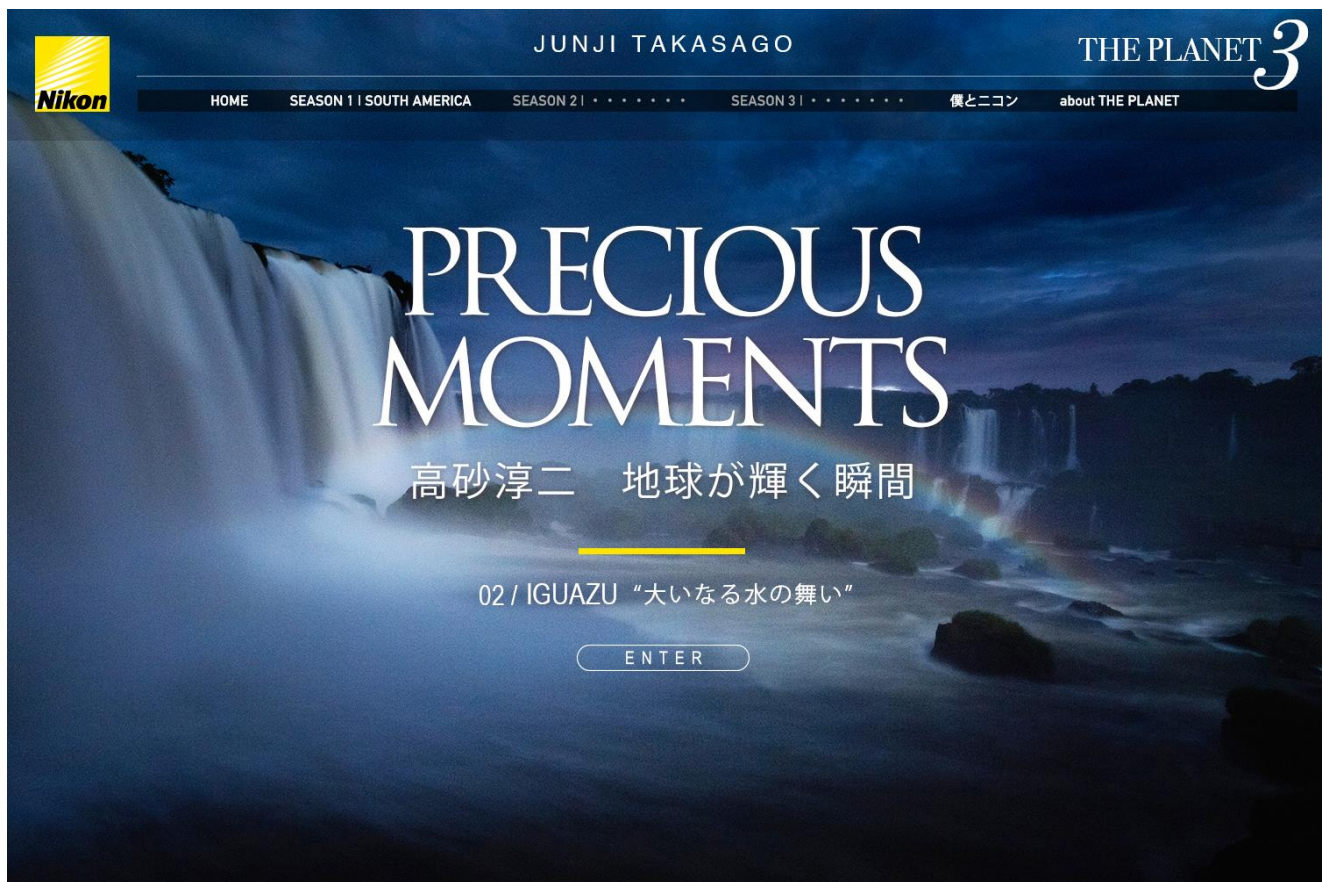 JUNJI TAKASAGO
THE PLANET 3
Nikon
HOME SEASON 1 | SOUTH AMERICA SEASON 2 | ・・・・・・・ SEASON 3 | ・・・・・・・ 僕とニコン about THE PLANET
PRECIOUS
MOMENTS
高砂淳二　地球が輝く瞬間
02 / IGUAZU “大いなる水の舞い”
ENTER